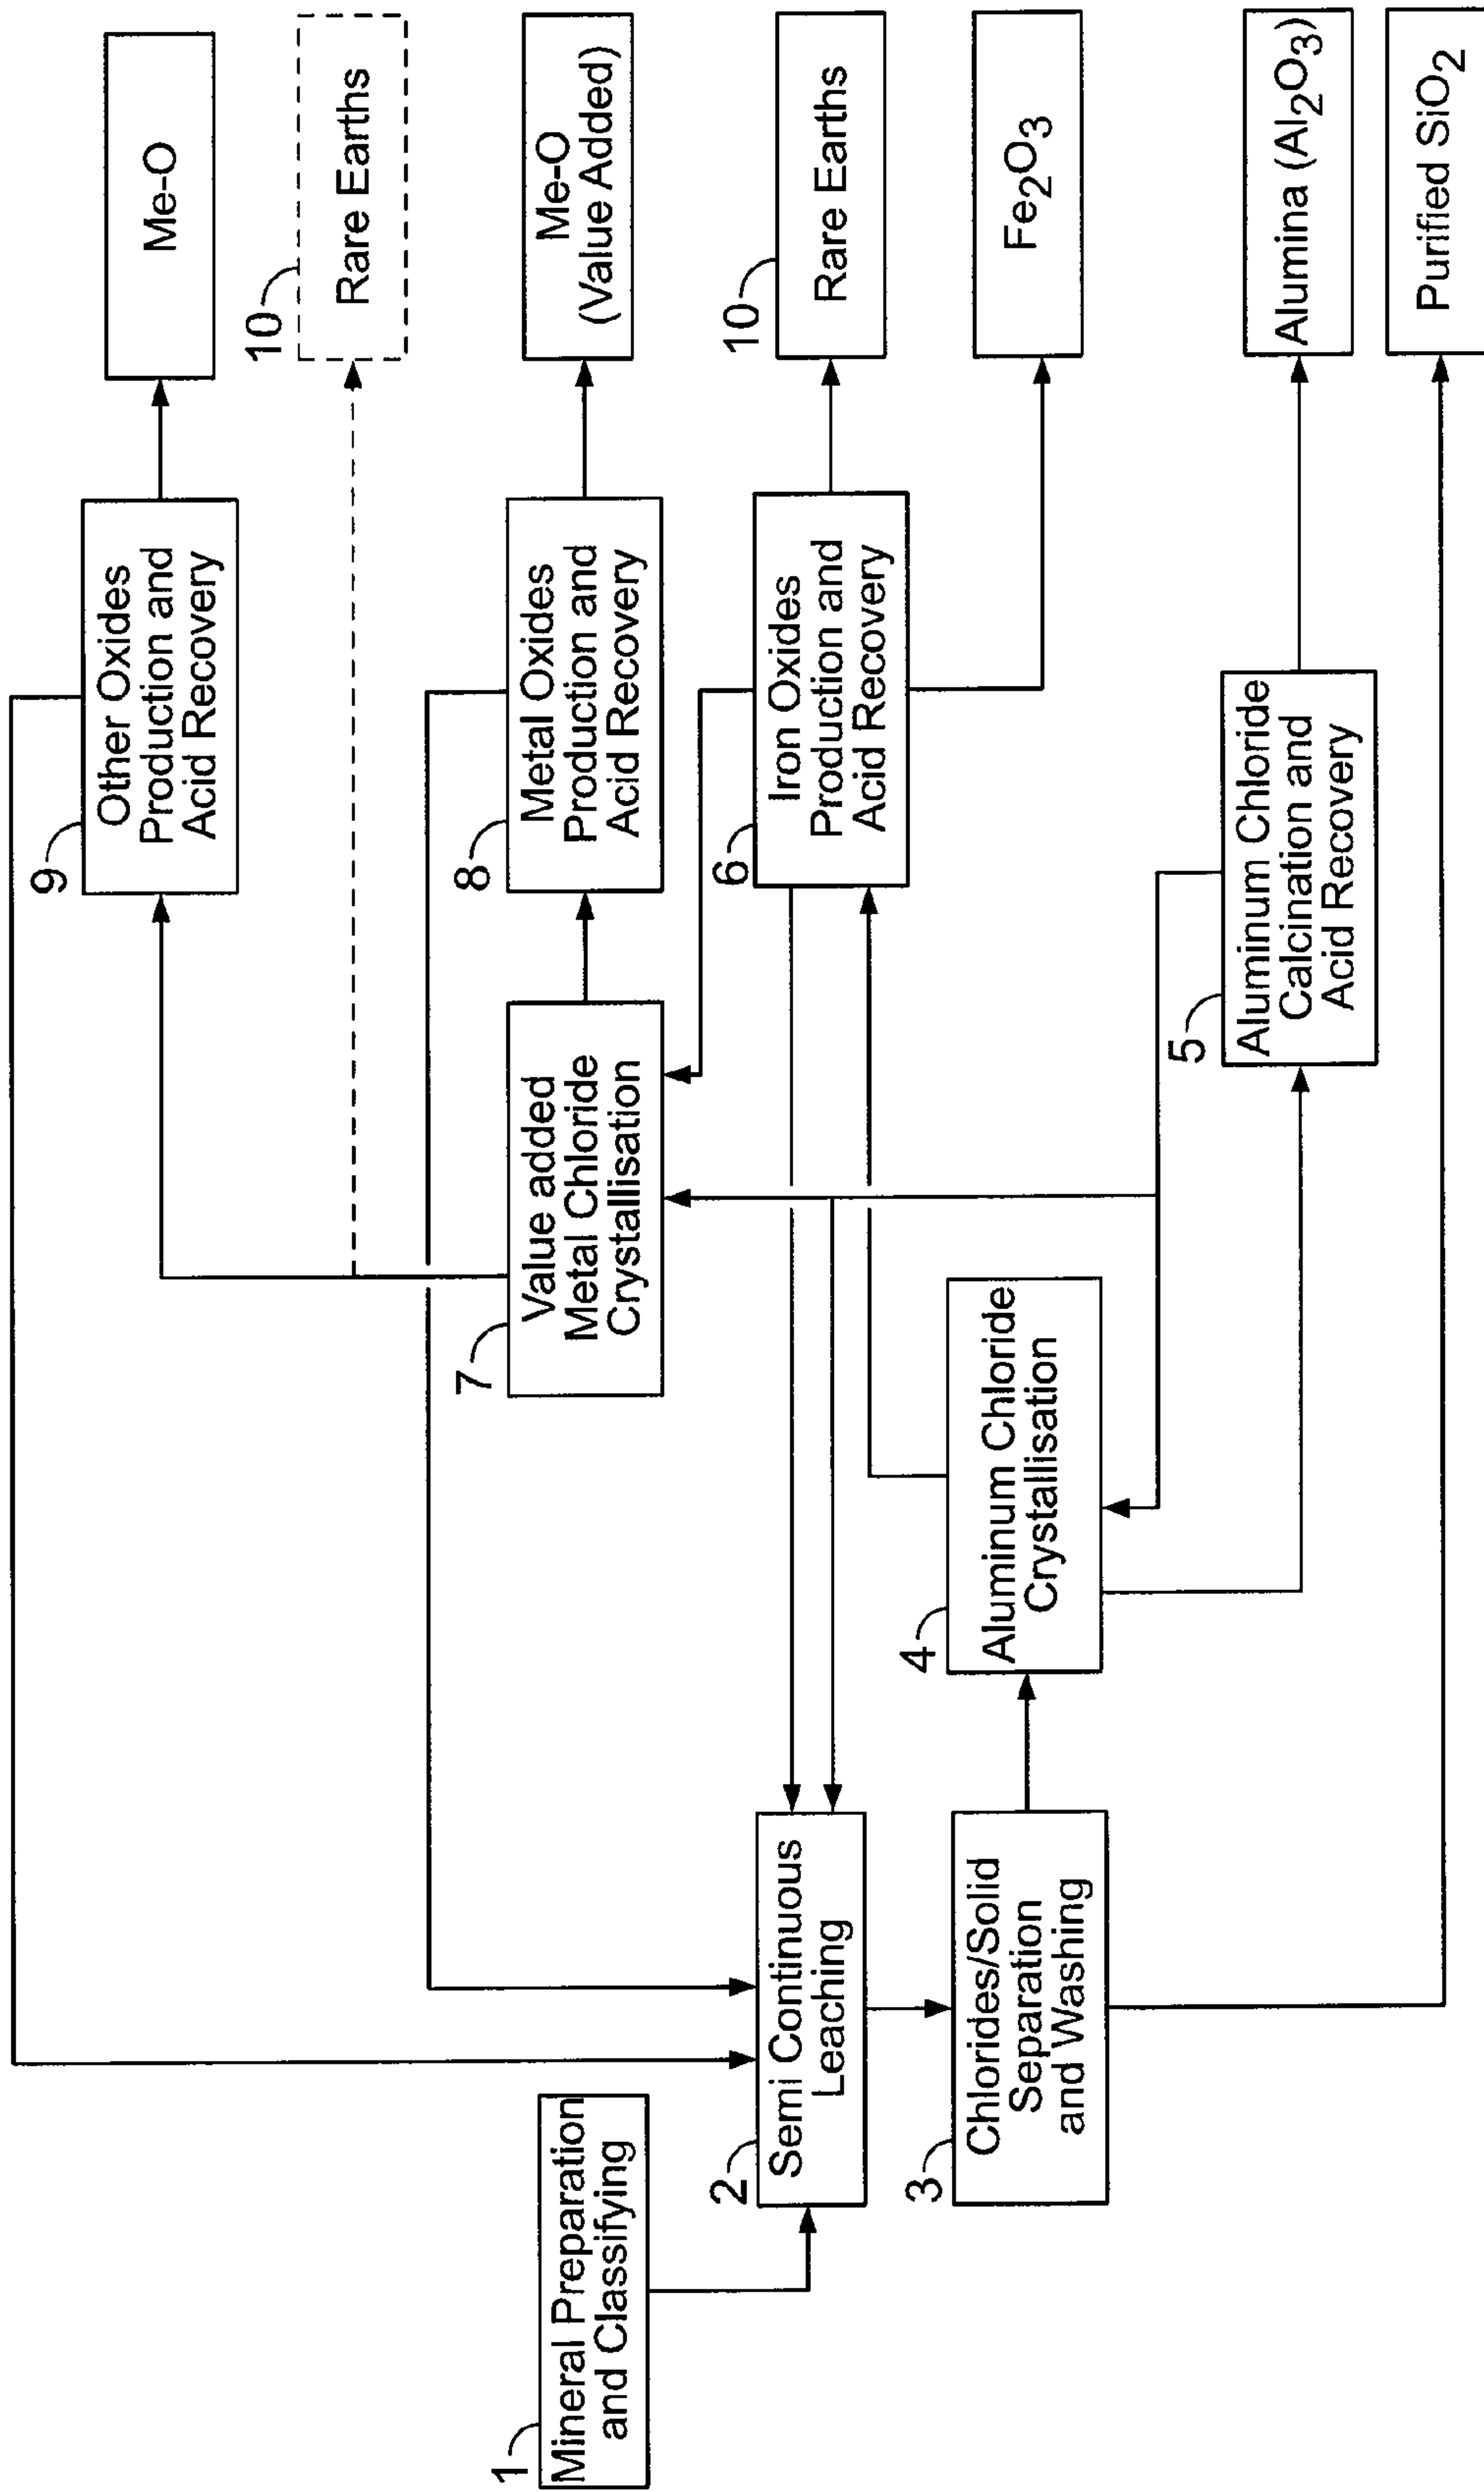 1
Mineral Preparation
and Classifying
2
Semi Continuous
Leaching
3
Chlorides/Solid
Separation
and Washing
4
Aluminum Chloride
Crystallisation
5
Aluminum Chloride
Calcination and
Acid Recovery
6
Iron Oxides
Production and
Acid Recovery
7
Value added
Metal Chloride
Crystallisation
8
Metal Oxides
Production and
Acid Recovery
9
Other Oxides
Production and
Acid Recovery
Me-O
10
Rare Earths
Me-O
(Value Added)
10
Rare Earths
Fe2O3
Alumina (Al2O3)
Purified SiO2